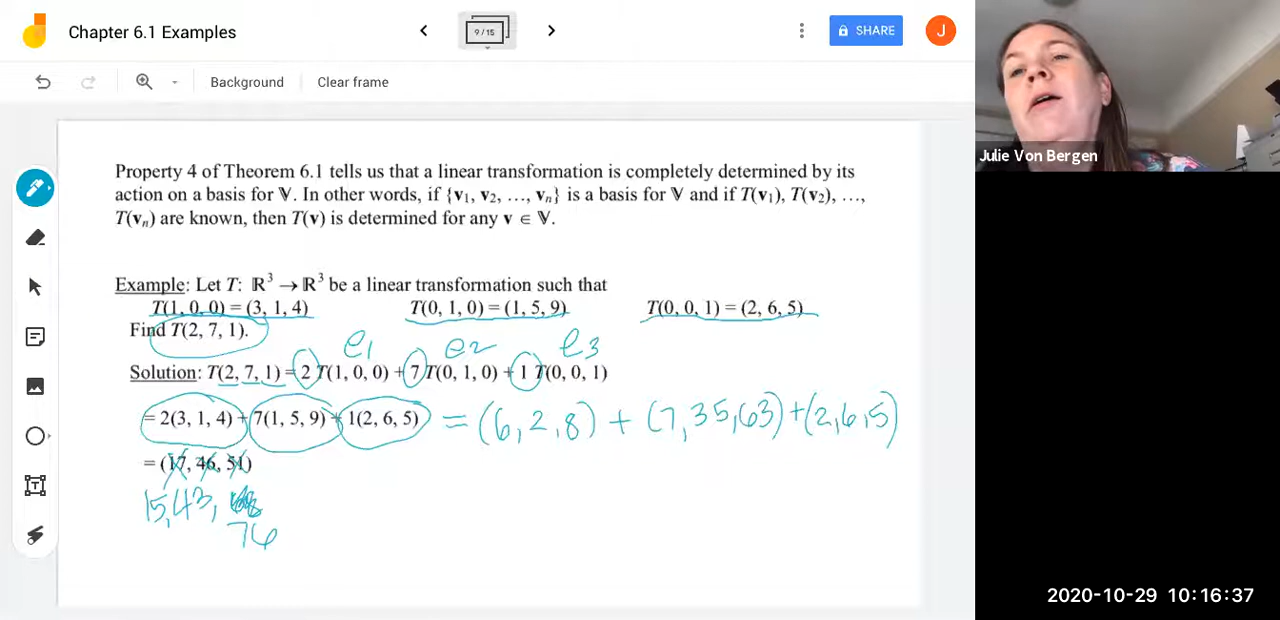 Chapter 6.1 Examples
9 / 15
SHARE
J
Background
Clear frame
Julie Von Bergen
Property 4 of Theorem 6.1 tells us that a linear transformation is completely determined by its
action on a basis for 𝕍. In other words, if {v₁, v₂, …, vₙ} is a basis for 𝕍 and if T(v₁), T(v₂), …,
T(vₙ) are known, then T(v) is determined for any v ∈ 𝕍.
Example: Let T: ℝ³ → ℝ³ be a linear transformation such that
T(1, 0, 0) = (3, 1, 4) T(0, 1, 0) = (1, 5, 9) T(0, 0, 1) = (2, 6, 5)
Find T(2, 7, 1).
e1 e2 e3
Solution: T(2, 7, 1) = 2 T(1, 0, 0) + 7 T(0, 1, 0) + 1 T(0, 0, 1)
= 2(3, 1, 4) + 7(1, 5, 9) + 1(2, 6, 5) = (6, 2, 8) + (7, 35, 63) + (2, 6, 5)
= (17, 46, 51)
15, 43,
76
2020-10-29 10:16:37